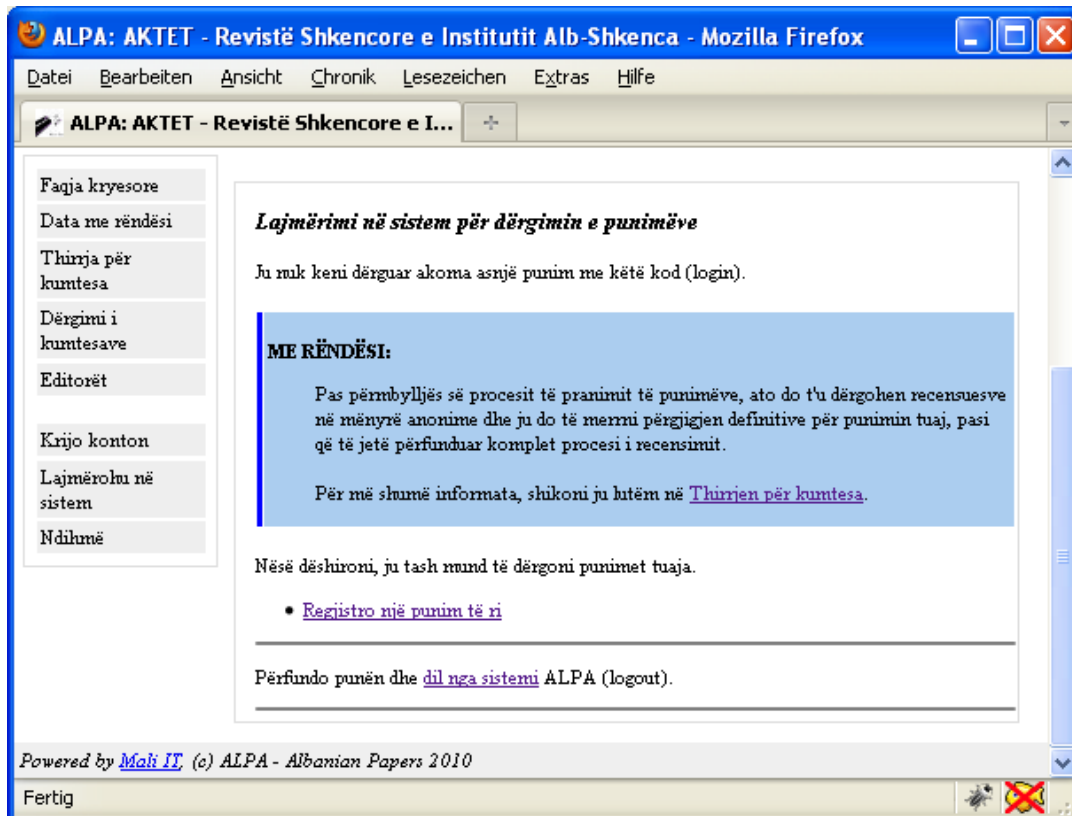 ALPA: AKTET - Revistë Shkencore e Institutit Alb-Shkenca - Mozilla Firefox
Datei Bearbeiten Ansicht Chronik Lesezeichen Extras Hilfe
ALPA: AKTET - Revistë Shkencore e I...
Faqja kryesore
Data me rëndësi
Thirrja për
kumtesa
Dërgimi i
kumtesave
Editorët
Krijo konton
Lajmërohu në
sistem
Ndihmë
Lajmërimi në sistem për dërgimin e punimëve
Ju nuk keni dërguar akoma asnjë punim me këtë kod (login).
ME RËNDËSI:
Pas përmbylljës së procesit të pranimit të punimëve, ato do t'u dërgohen recensuesve
në mënyrë anonime dhe ju do të merrni përgjigjen definitive për punimin tuaj, pasi
që të jetë përfunduar komplet procesi i recensimit.
Për më shumë informata, shikoni ju lutëm në Thirrjen për kumtesa.
Nësë dëshironi, ju tash mund të dërgoni punimet tuaja.
• Regjistro një punim të ri
Përfundo punën dhe dil nga sistemi ALPA (logout).
Powered by Mali IT, (c) ALPA - Albanian Papers 2010
Fertig